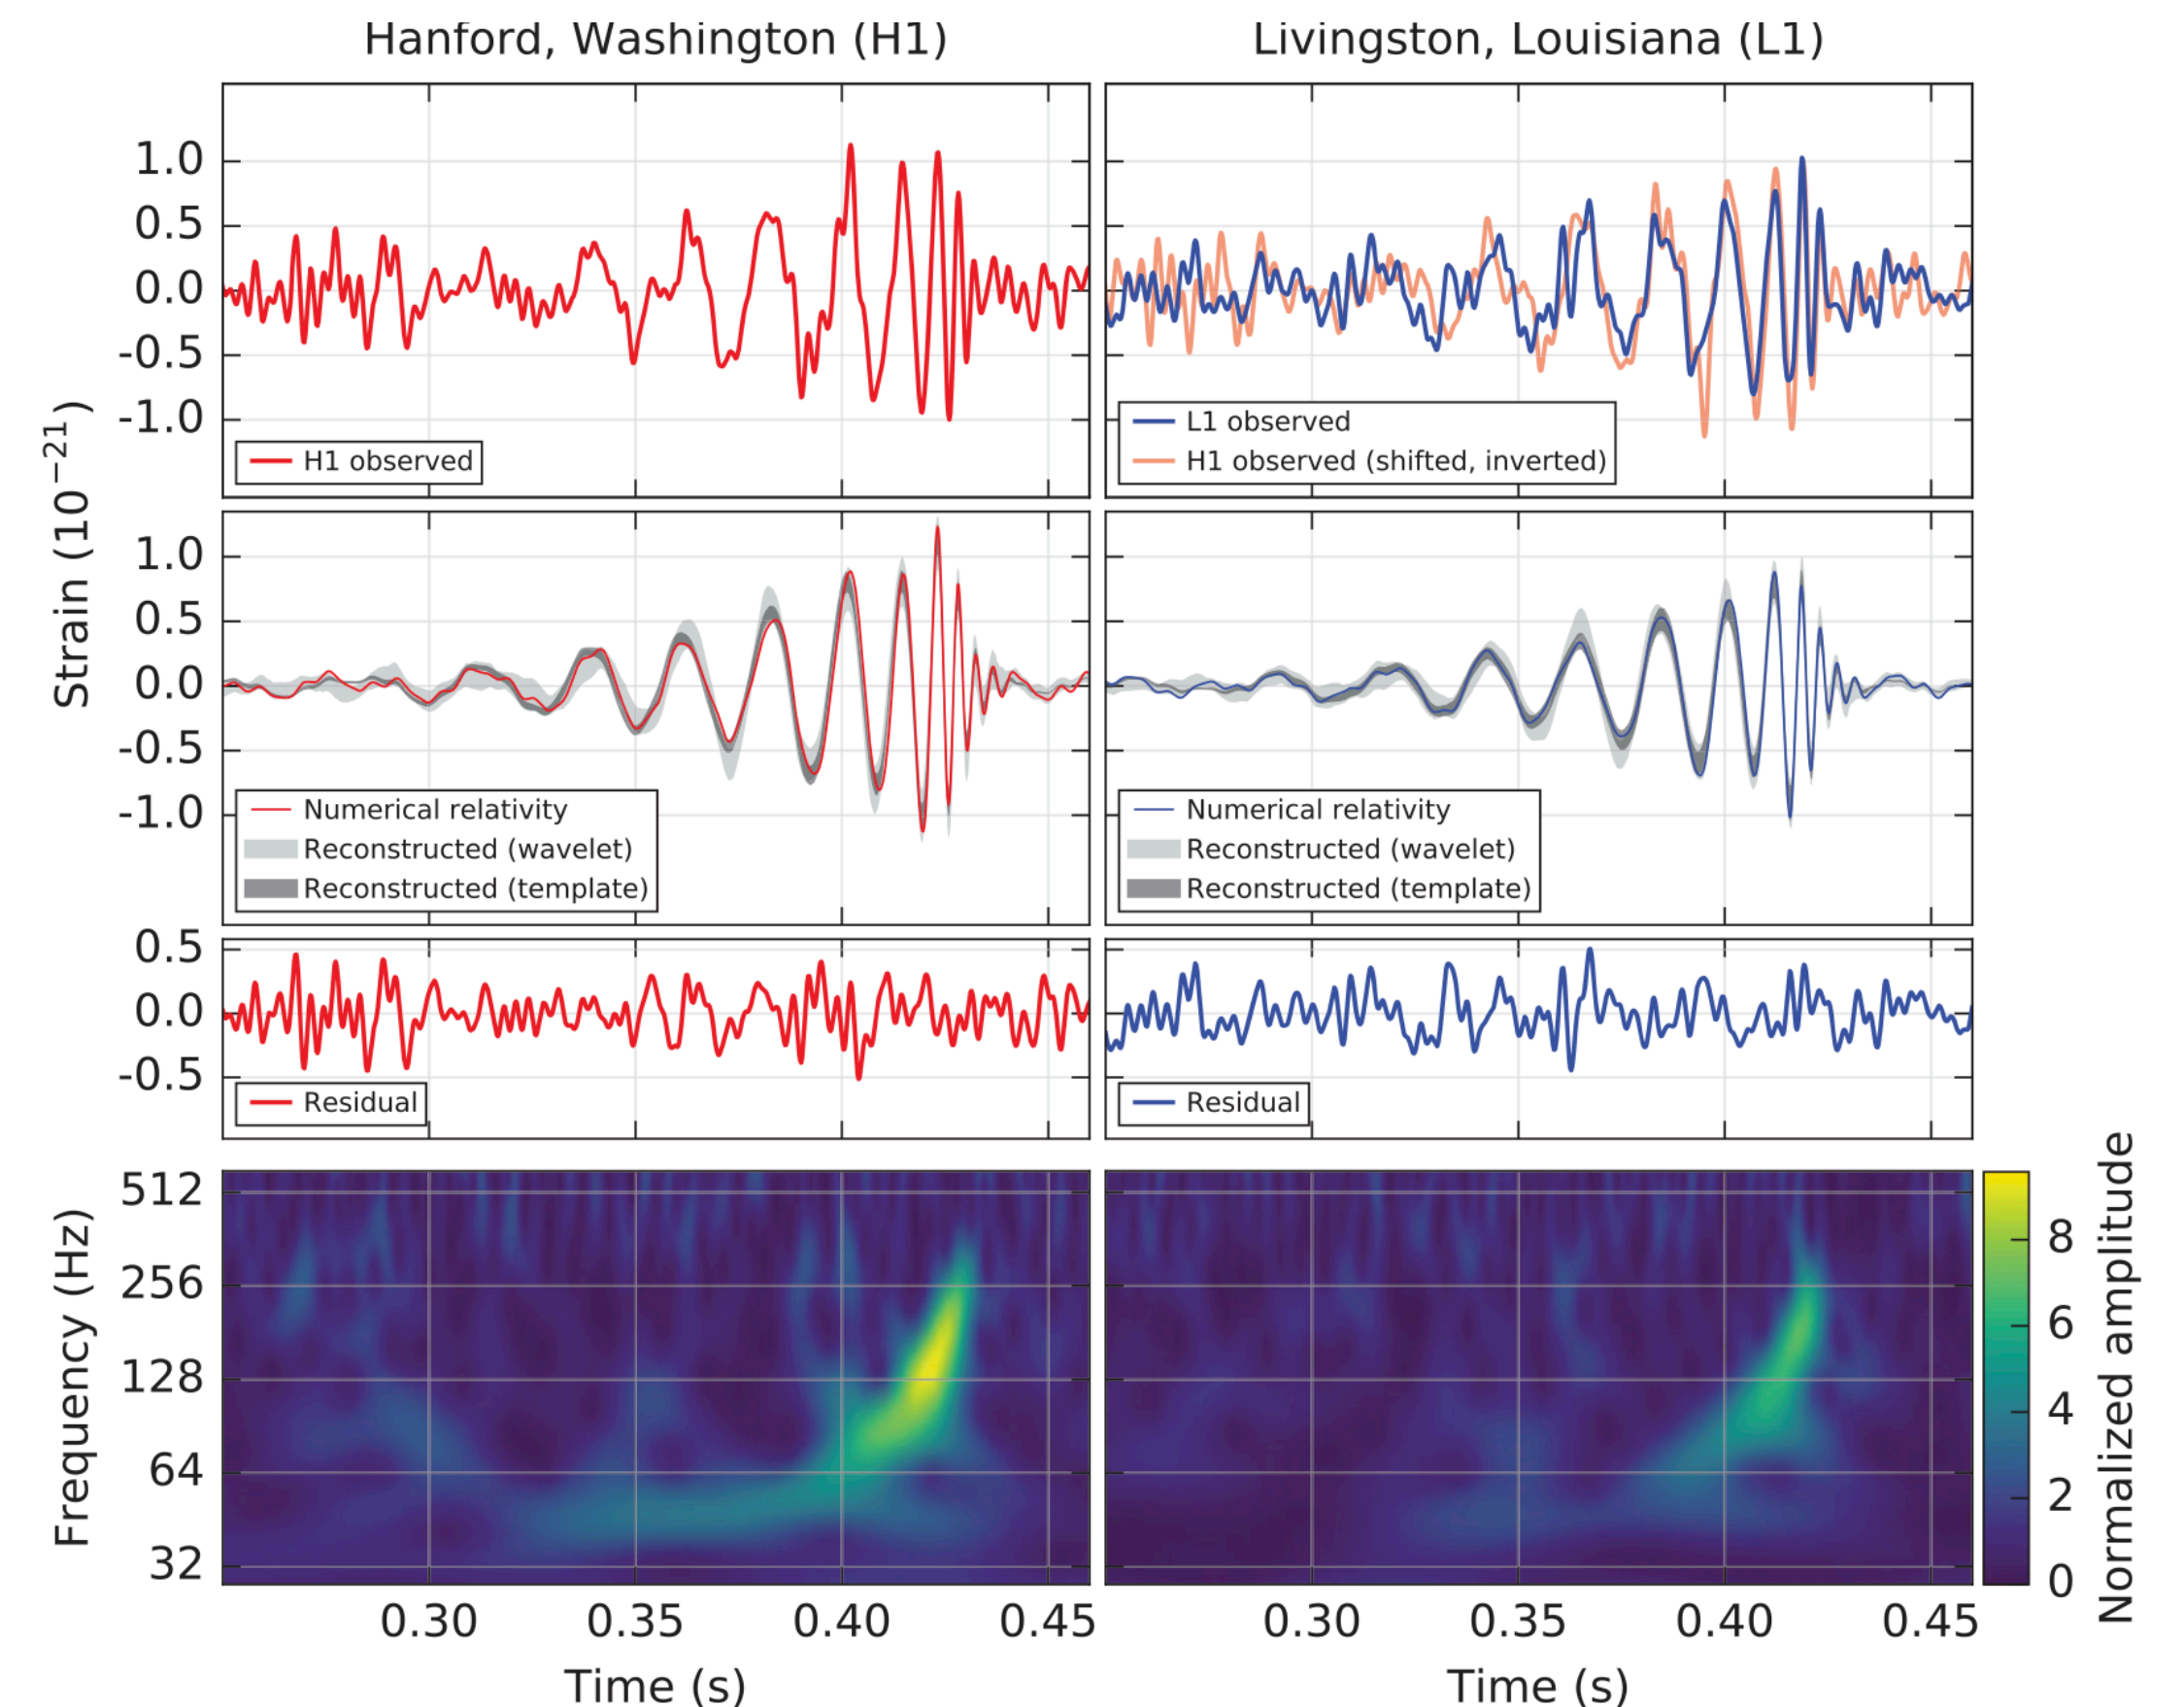 Hanford, Washington (H1)
Livingston, Louisiana (L1)
Strain (10⁻²¹)
1.0
0.5
0.0
-0.5
-1.0
H1 observed
L1 observed
H1 observed (shifted, inverted)
1.0
0.5
0.0
-0.5
-1.0
Numerical relativity
Reconstructed (wavelet)
Reconstructed (template)
Numerical relativity
Reconstructed (wavelet)
Reconstructed (template)
0.5
0.0
-0.5
Residual
Residual
Frequency (Hz)
512
256
128
64
32
Normalized amplitude
8
6
4
2
0
0.30 0.35 0.40 0.45
0.30 0.35 0.40 0.45
Time (s)
Time (s)